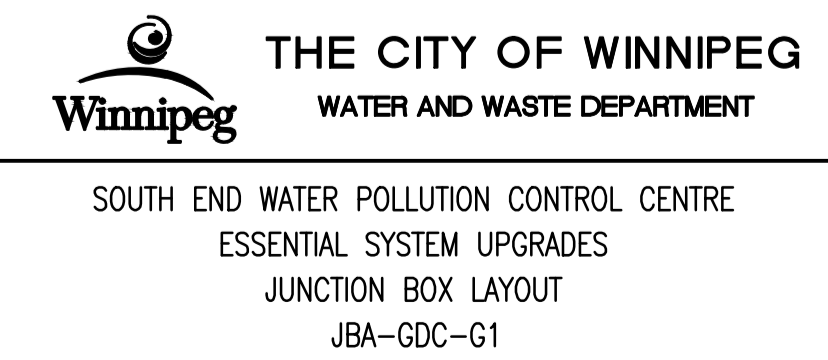 Winnipeg
THE CITY OF WINNIPEG
WATER AND WASTE DEPARTMENT
SOUTH END WATER POLLUTION CONTROL CENTRE
ESSENTIAL SYSTEM UPGRADES
JUNCTION BOX LAYOUT
JBA-GDC-G1